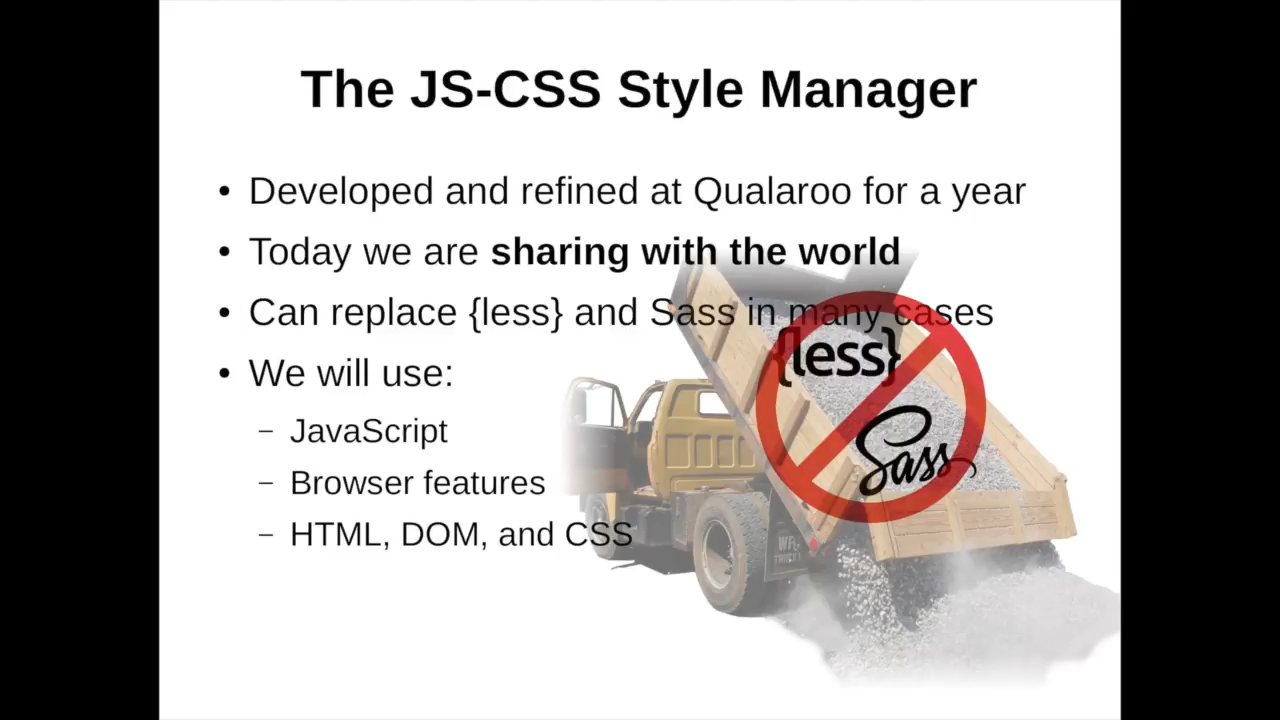 The JS-CSS Style Manager
• Developed and refined at Qualaroo for a year
• Today we are sharing with the world
• Can replace {less} and Sass in many cases
{less}
• We will use:
– JavaScript
Sass
– Browser features
– HTML, DOM, and CSS